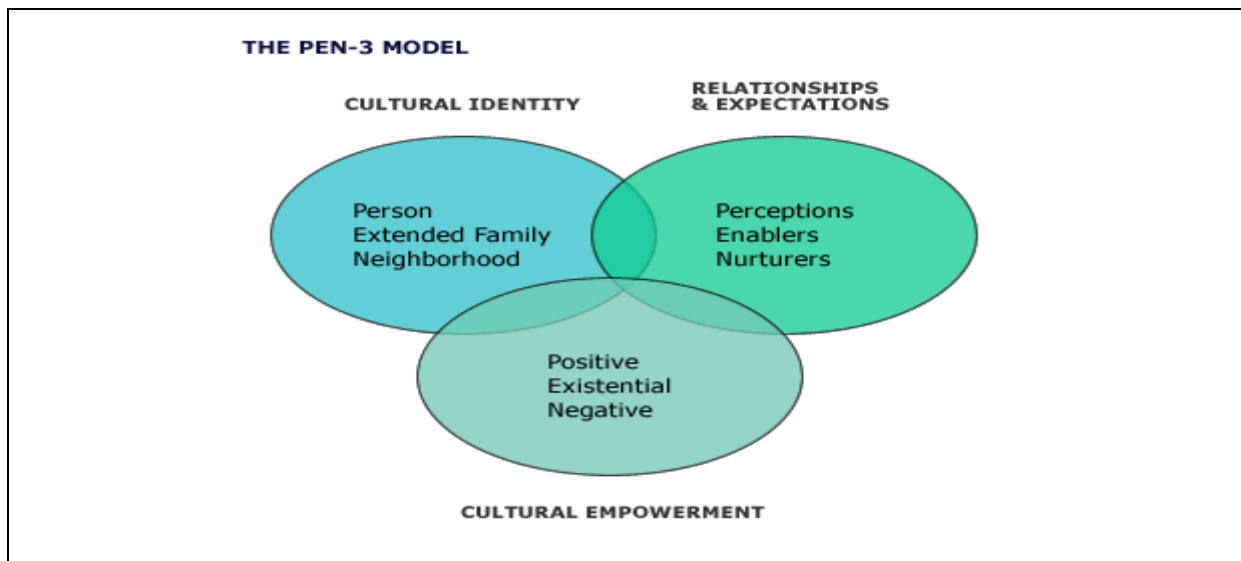 THE PEN-3 MODEL
CULTURAL IDENTITY
RELATIONSHIPS
& EXPECTATIONS
Person
Extended Family
Neighborhood
Perceptions
Enablers
Nurturers
Positive
Existential
Negative
CULTURAL EMPOWERMENT